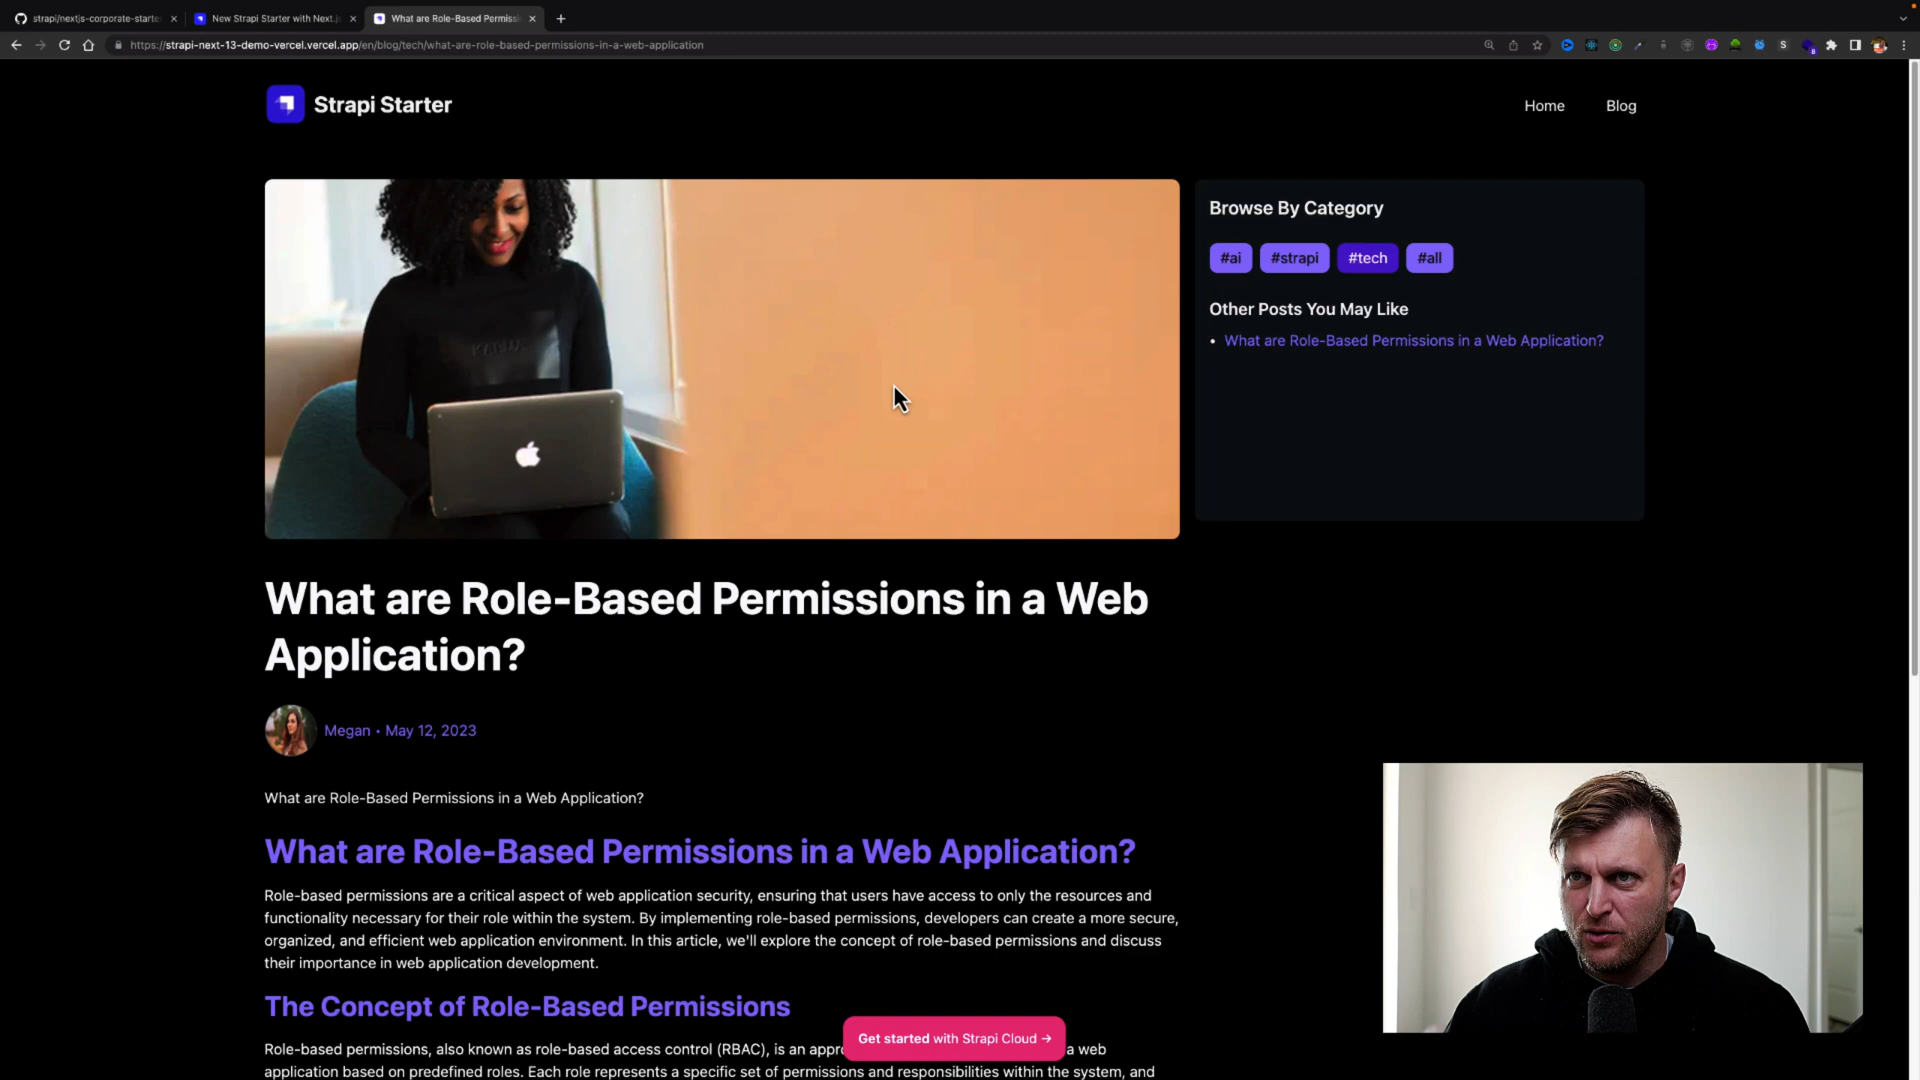 strapi/nextjs-corporate-starte
New Strapi Starter with Next.j
What are Role-Based Permissi
https://strapi-next-13-demo-vercel.vercel.app/en/blog/tech/what-are-role-based-permissions-in-a-web-application
Strapi Starter
Home
Blog
Browse By Category
#ai
#strapi
#tech
#all
Other Posts You May Like
• What are Role-Based Permissions in a Web Application?
What are Role-Based Permissions in a Web
Application?
Megan • May 12, 2023
What are Role-Based Permissions in a Web Application?
What are Role-Based Permissions in a Web Application?
Role-based permissions are a critical aspect of web application security, ensuring that users have access to only the resources and
functionality necessary for their role within the system. By implementing role-based permissions, developers can create a more secure,
organized, and efficient web application environment. In this article, we'll explore the concept of role-based permissions and discuss
their importance in web application development.
The Concept of Role-Based Permissions
Get started with Strapi Cloud →
Role-based permissions, also known as role-based access control (RBAC), is an appr a web
application based on predefined roles. Each role represents a specific set of permissions and responsibilities within the system, and